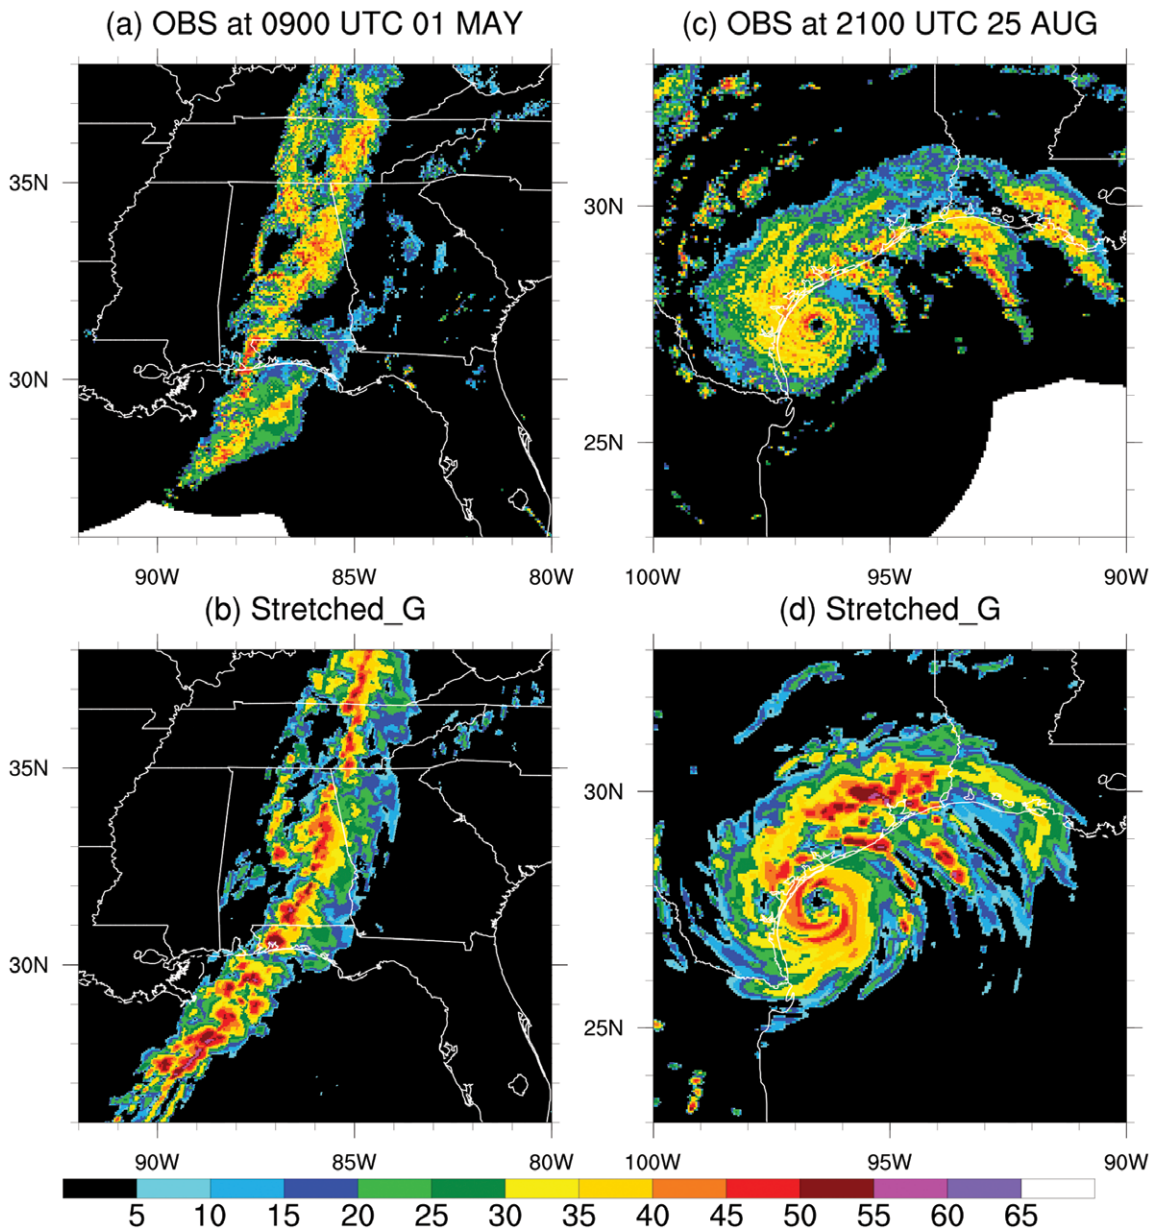 (a) OBS at 0900 UTC 01 MAY
(c) OBS at 2100 UTC 25 AUG
35N
30N
90W 85W 80W
30N
25N
100W 95W 90W
(b) Stretched_G
(d) Stretched_G
35N
30N
90W 85W 80W
30N
25N
100W 95W 90W
5 10 15 20 25 30 35 40 45 50 55 60 65